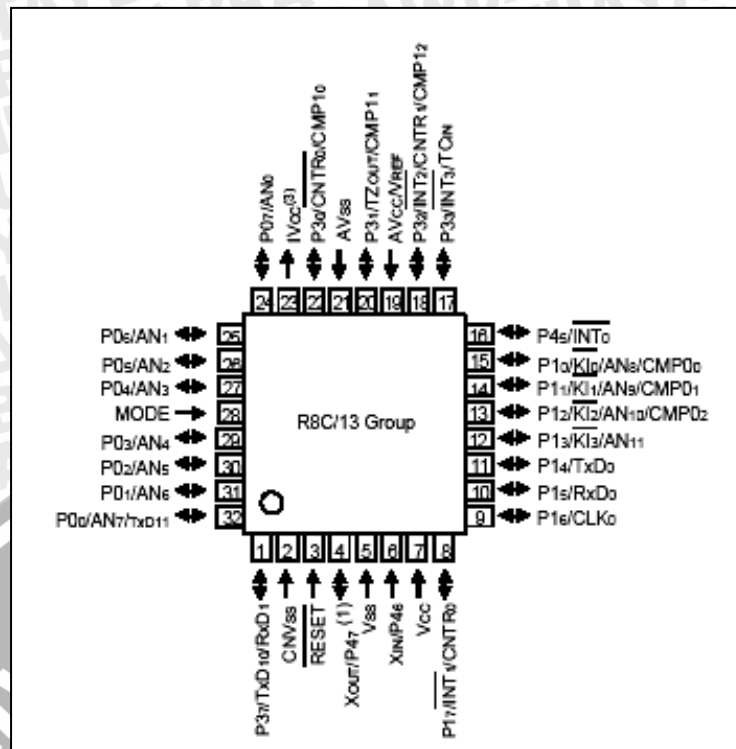 P07/AN0
IVCC(3)
P30/CNTR0/CMP10
AVSS
P31/TZOUT/CMP11
AVCC/VREF
P32/INT2/CNTR1/CMP12
P33/INT3/TCIN
24 23 22 21 20 19 18 17
P06/AN1 25
P05/AN2 26
P04/AN3 27
MODE 28
P03/AN4 29
P02/AN5 30
P01/AN6 31
P00/AN7/TxD11 32
R8C/13 Group
16 P45/INT0
15 P10/KI0/AN8/CMP00
14 P11/KI1/AN9/CMP01
13 P12/KI2/AN10/CMP02
12 P13/KI3/AN11
11 P14/TxD0
10 P15/RxD0
9 P16/CLK0
1 2 3 4 5 6 7 8
P37/TxD10/RxD1
CNVSS
RESET
XOUT/P47(1)
VSS
XIN/P46
VCC
P17/INT1/CNTR0